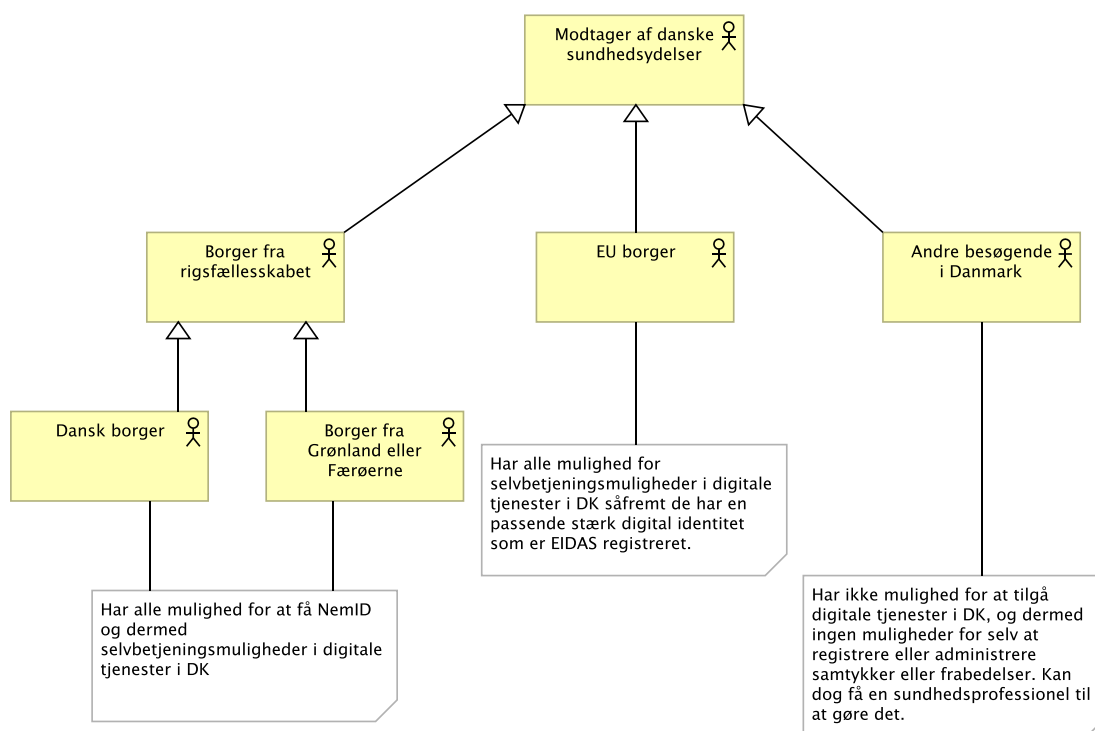 Modtager af danske
sundhedsydelser
Borger fra
rigsfællesskabet
EU borger
Andre besøgende
i Danmark
Dansk borger
Borger fra
Grønland eller
Færøerne
Har alle mulighed for
selvbetjeningsmuligheder i digitale
tjenester i DK såfremt de har en
passende stærk digital identitet
som er EIDAS registreret.
Har alle mulighed for at få NemID
og dermed
selvbetjeningsmuligheder i digitale
tjenester i DK
Har ikke mulighed for at tilgå
digitale tjenester i DK, og dermed
ingen muligheder for selv at
registrere eller administrere
samtykker eller frabedelser. Kan
dog få en sundhedsprofessionel til
at gøre det.